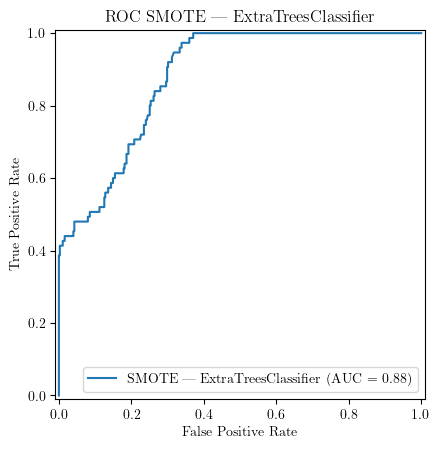 ROC SMOTE — ExtraTreesClassifier
1.0
0.8
0.6
0.4
0.2
0.0
True Positive Rate
SMOTE — ExtraTreesClassifier (AUC = 0.88)
0.0 0.2 0.4 0.6 0.8 1.0
False Positive Rate